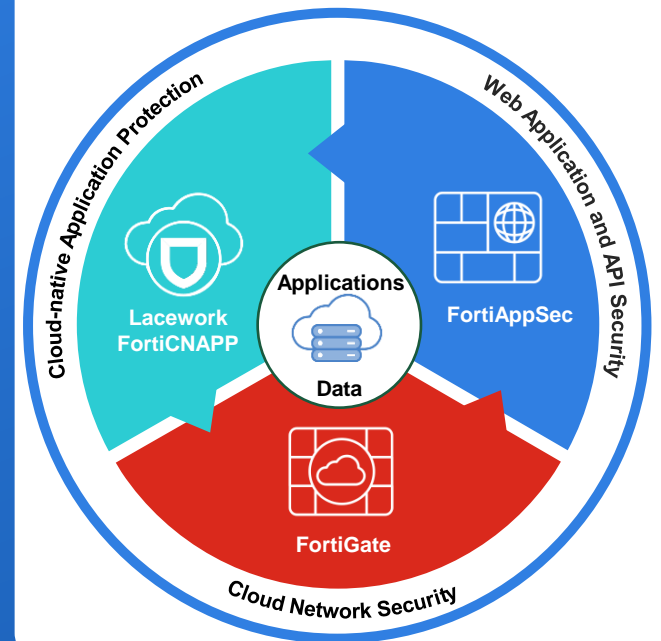 Cloud-native Application Protection
Web Application and API Security
Lacework
FortiCNAPP
Applications
Data
FortiAppSec
FortiGate
Cloud Network Security